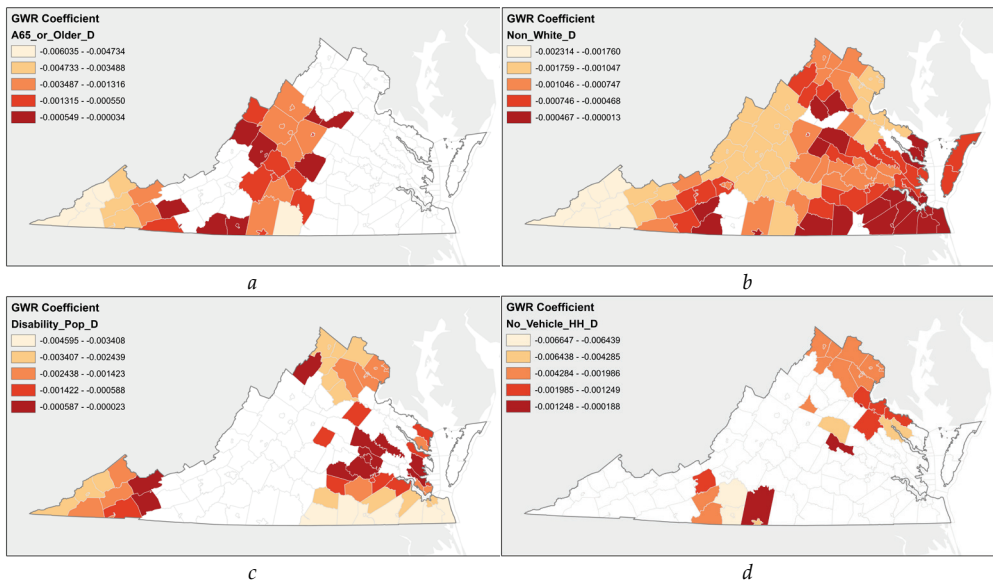 GWR Coefficient
A65_or_Older_D
-0.006035 - -0.004734
-0.004733 - -0.003488
-0.003487 - -0.001316
-0.001315 - -0.000550
-0.000549 - -0.000034
a
GWR Coefficient
Non_White_D
-0.002314 - -0.001760
-0.001759 - -0.001047
-0.001046 - -0.000747
-0.000746 - -0.000468
-0.000467 - -0.000013
b
GWR Coefficient
Disability_Pop_D
-0.004595 - -0.003408
-0.003407 - -0.002439
-0.002438 - -0.001423
-0.001422 - -0.000588
-0.000587 - -0.000023
c
GWR Coefficient
No_Vehicle_HH_D
-0.006647 - -0.006439
-0.006438 - -0.004285
-0.004284 - -0.001986
-0.001985 - -0.001249
-0.001248 - -0.000188
d